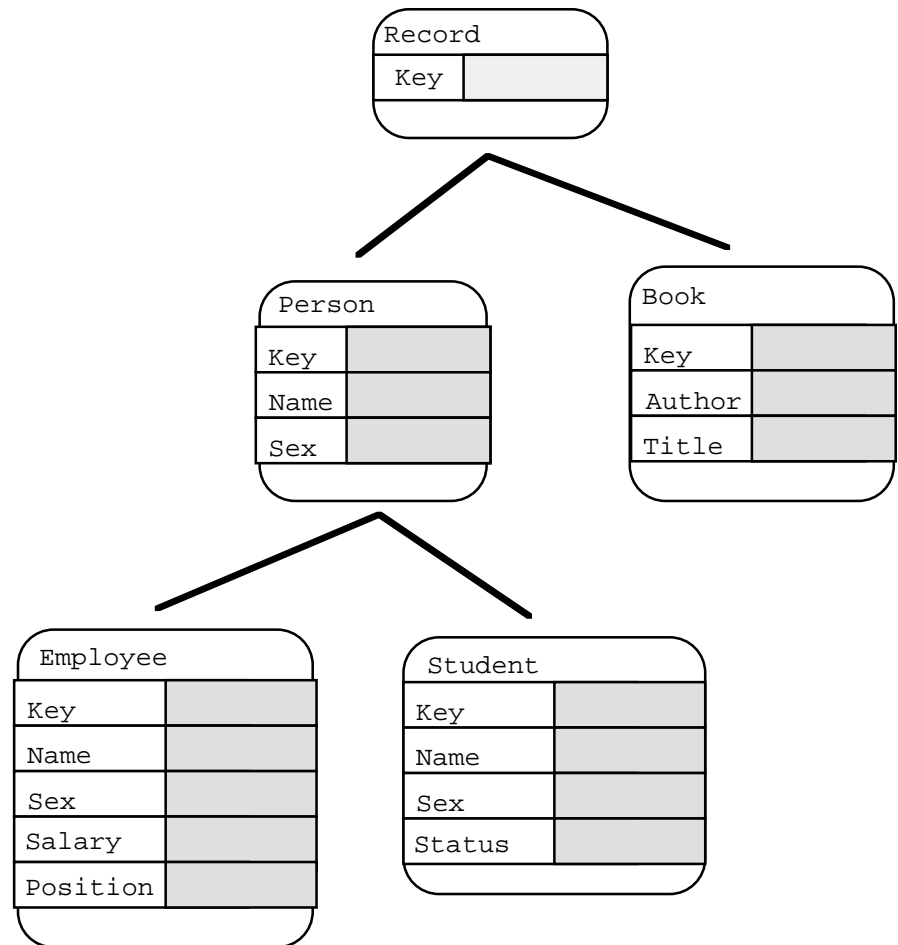 Record
Key
Person
Key
Name
Sex
Book
Key
Author
Title
Employee
Key
Name
Sex
Salary
Position
Student
Key
Name
Sex
Status